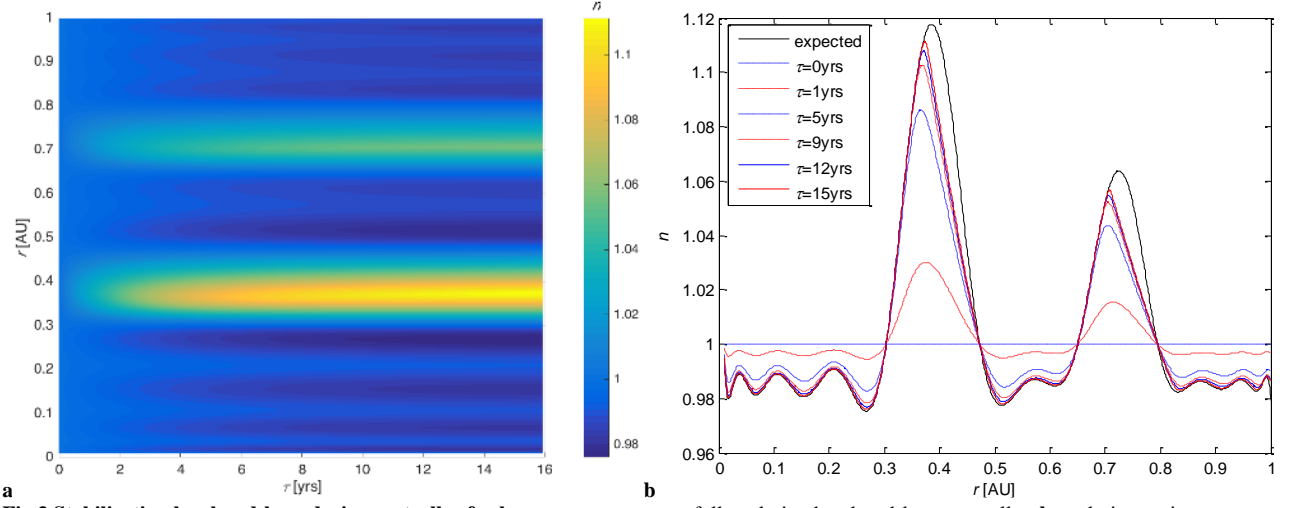 n
1
0.9
0.8
0.7
0.6
0.5
0.4
0.3
0.2
0.1
0
r [AU]
0 2 4 6 8 10 12 14 16
τ [yrs]
1.1
1.08
1.06
1.04
1.02
1
0.98
a
1.12
1.1
1.08
1.06
1.04
1.02
1
0.98
0.96
n
expected
τ=0yrs
τ=1yrs
τ=5yrs
τ=9yrs
τ=12yrs
τ=15yrs
0 0.1 0.2 0.3 0.4 0.5 0.6 0.7 0.8 0.9 1
r [AU]
b